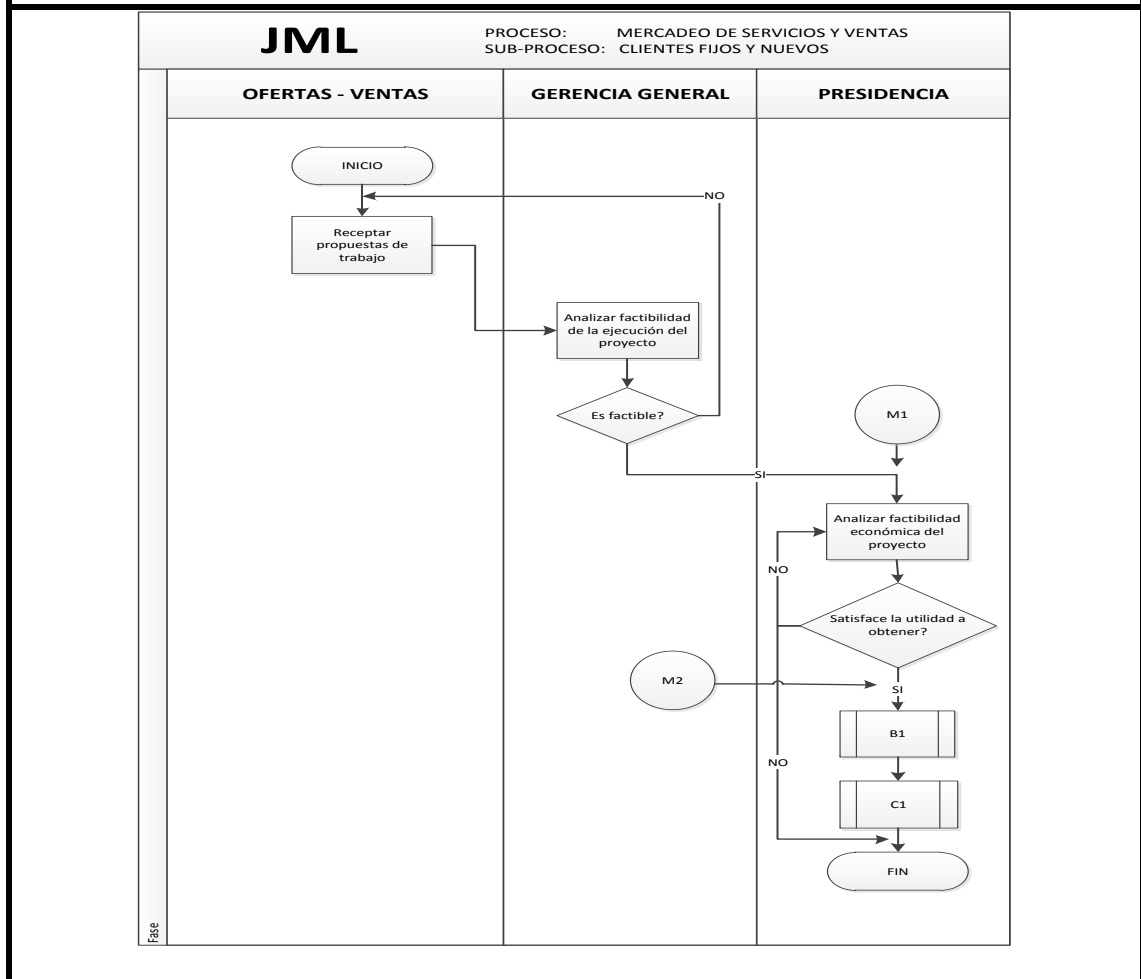 JML
PROCESO: MERCADEO DE SERVICIOS Y VENTAS
SUB-PROCESO: CLIENTES FIJOS Y NUEVOS
OFERTAS - VENTAS
GERENCIA GENERAL
PRESIDENCIA
INICIO
NO
Receptar
propuestas de
trabajo
Analizar factibilidad
de la ejecución del
proyecto
Es factible?
M1
SI
Analizar factibilidad
económica del
proyecto
NO
Satisface la utilidad a
obtener?
M2
SI
B1
NO
C1
FIN
Fase